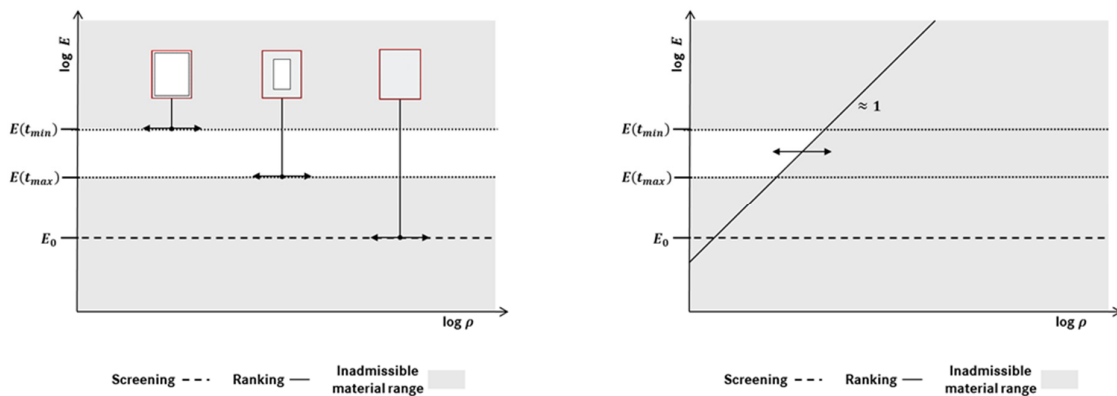 log E
E(t_min)
E(t_max)
E_0
log ρ
Screening
Ranking
Inadmissible
material range
log E
≈ 1
E(t_min)
E(t_max)
E_0
log ρ
Screening
Ranking
Inadmissible
material range